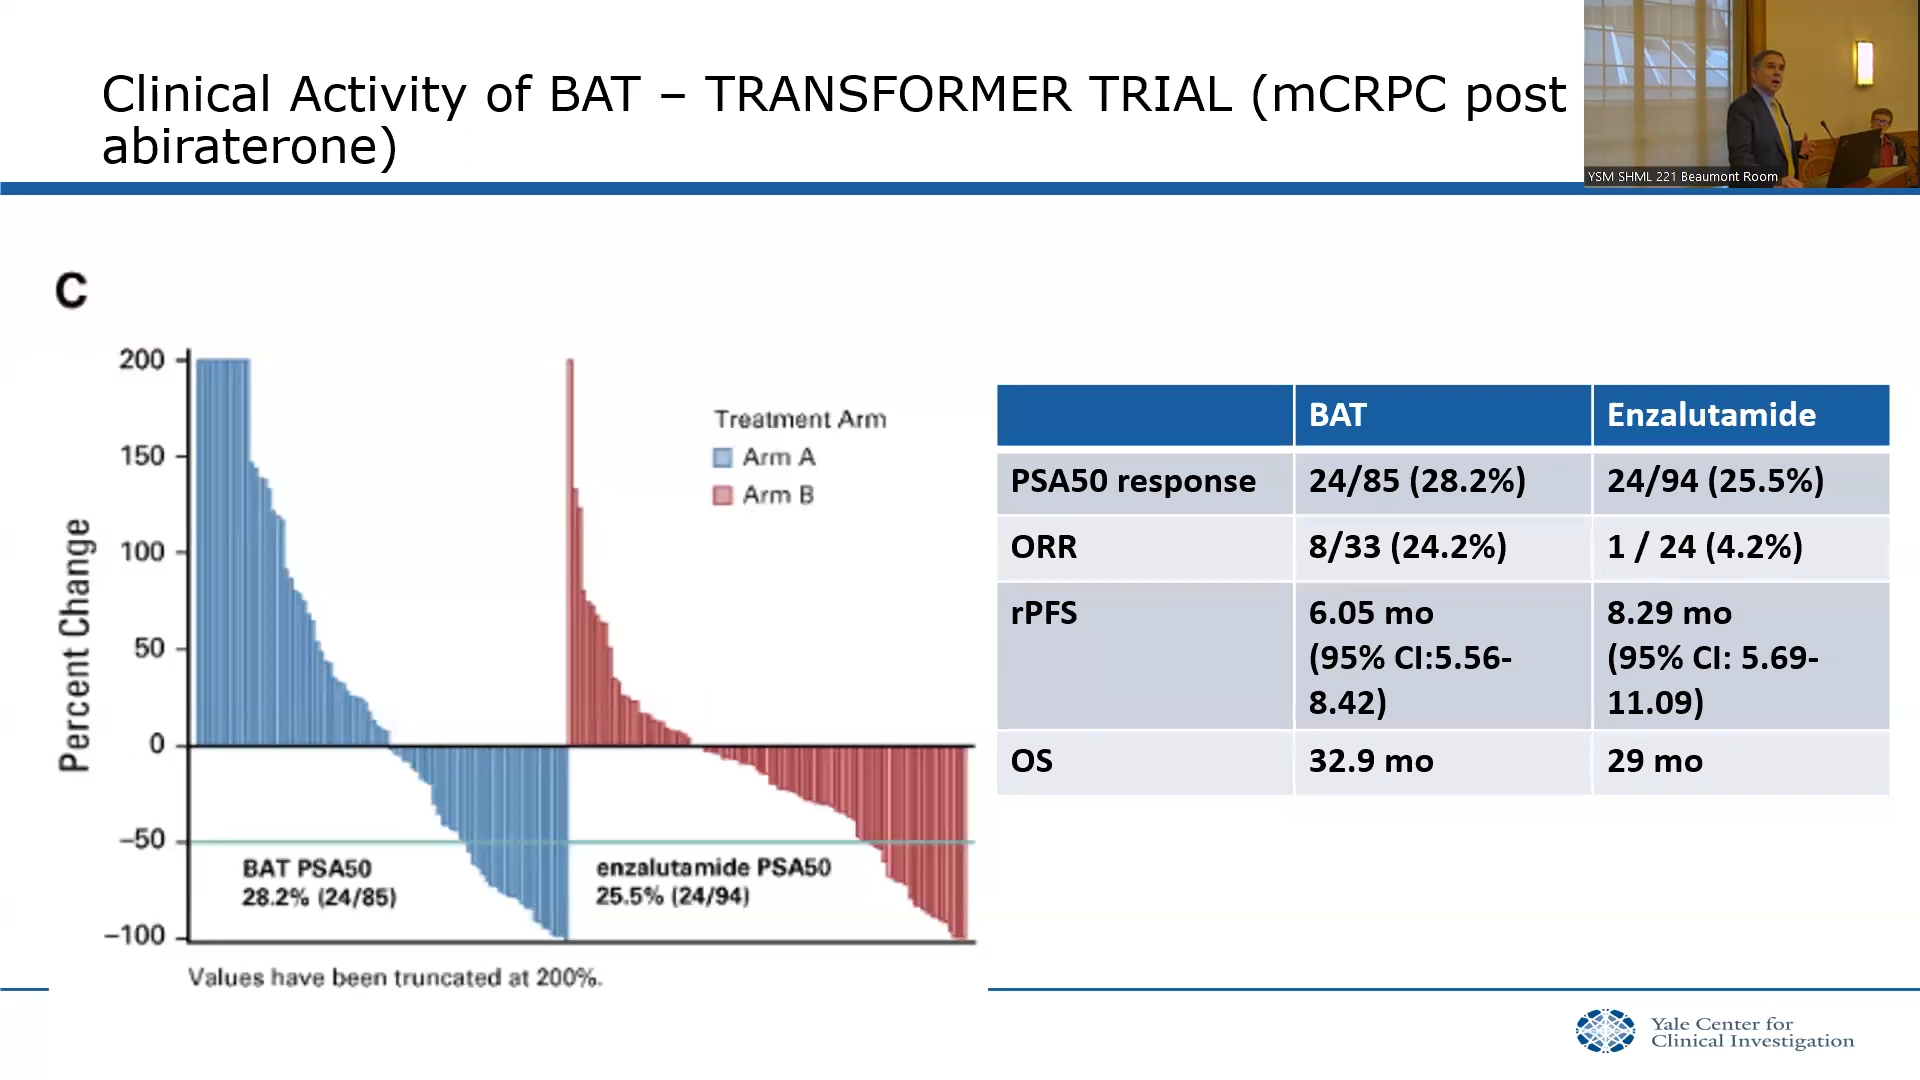 Clinical Activity of BAT – TRANSFORMER TRIAL (mCRPC post
abiraterone)
YSM SHML 221 Beaumont Room
C
Percent Change
200
150
100
50
0
–50
–100
Treatment Arm
Arm A
Arm B
BAT PSA50
28.2% (24/85)
enzalutamide PSA50
25.5% (24/94)
Values have been truncated at 200%.
BAT Enzalutamide
PSA50 response 24/85 (28.2%) 24/94 (25.5%)
ORR 8/33 (24.2%) 1 / 24 (4.2%)
rPFS 6.05 mo 8.29 mo
(95% CI:5.56- (95% CI: 5.69-
8.42) 11.09)
OS 32.9 mo 29 mo
Yale Center for
Clinical Investigation